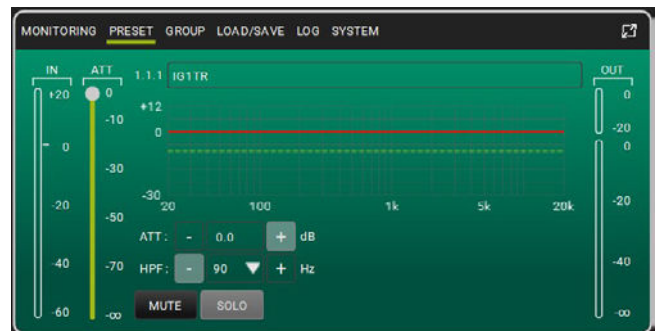 MONITORING PRESET GROUP LOAD/SAVE LOG SYSTEM
IN ATT 1.1.1 IG1TR OUT
+20 0 +12 0
-10 0 -20
0 0
-30 -30 -20
-20 20 100 1k 5k 20k
-50
ATT: - 0.0 + dB
-40 -70 HPF: - 90 + Hz -40
MUTE SOLO
-60 -∞ -∞